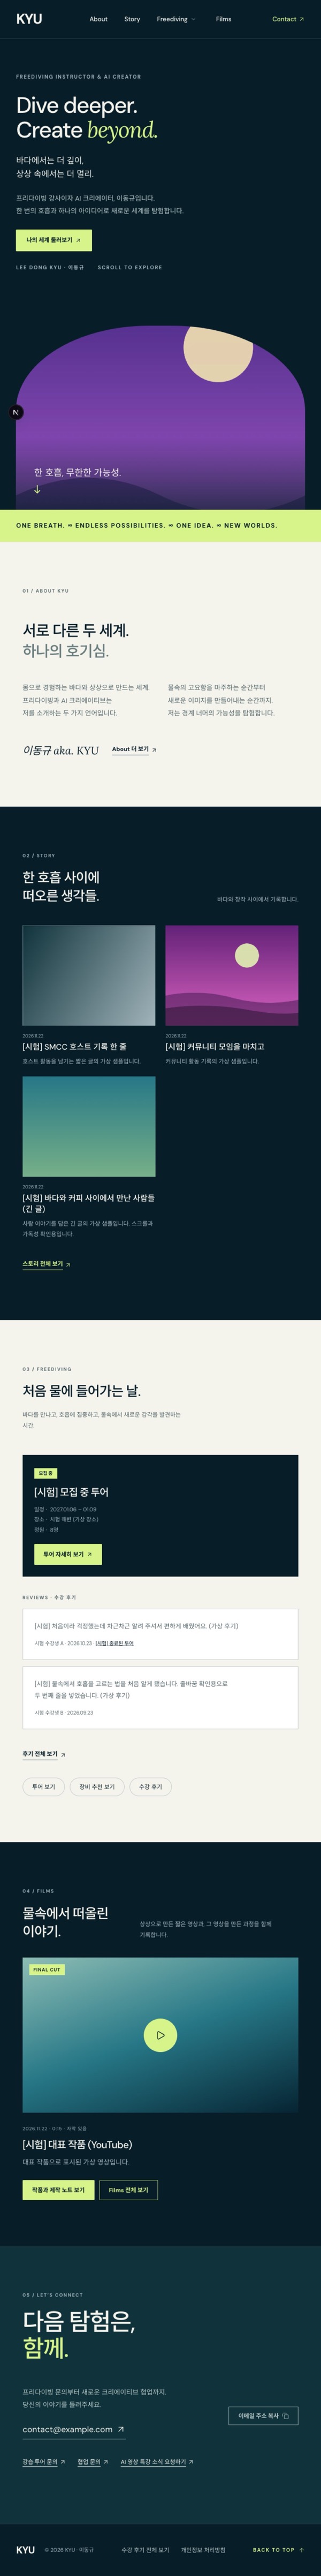 KYU
About
Story
Freediving
Films
Contact ↗
FREEDIVING INSTRUCTOR & AI CREATOR
Dive deeper.
Create beyond.
바다에서는 더 깊이,
상상 속에서는 더 멀리.
프리다이빙 강사이자 AI 크리에이터, 이동규입니다.
한 번의 호흡과 하나의 아이디어로 새로운 세계를 탐험합니다.
나의 세계 둘러보기 ↗
LEE DONG KYU · 이동규
SCROLL TO EXPLORE
N
한 호흡, 무한한 가능성.
↓
ONE BREATH. ∞ ENDLESS POSSIBILITIES. ∞ ONE IDEA. ∞ NEW WORLDS.
01 / ABOUT KYU
서로 다른 두 세계.
하나의 호기심.
몸으로 경험하는 바다와 상상으로 만드는 세계.
프리다이빙과 AI 크리에이티브는
저를 소개하는 두 가지 언어입니다.
물속의 고요함을 마주하는 순간부터
새로운 이미지를 만들어내는 순간까지.
저는 경계 너머의 가능성을 탐험합니다.
이동규 aka. KYU
About 더 보기 ↗
02 / STORY
한 호흡 사이에
떠오른 생각들.
바다와 창작 사이에서 기록합니다.
2026.11.22
[시험] SMCC 호스트 기록 한 줄
호스트 활동을 남기는 짧은 글의 가상 샘플입니다.
2026.11.22
[시험] 커뮤니티 모임을 마치고
커뮤니티 활동 기록의 가상 샘플입니다.
2026.11.22
[시험] 바다와 커피 사이에서 만난 사람들
(긴 글)
사람 이야기를 담은 긴 글의 가상 샘플입니다. 스크롤과
가독성 확인용입니다.
스토리 전체 보기 ↗
03 / FREEDIVING
처음 물에 들어가는 날.
바다를 만나고, 호흡에 집중하고, 물속에서 새로운 감각을 발견하는
시간.
모집 중
[시험] 모집 중 투어
일정 · 2027.01.06 – 01.09
장소 · 시험 해변 (가상 장소)
정원 · 8명
투어 자세히 보기 ↗
REVIEWS · 수강 후기
[시험] 처음이라 걱정했는데 차근차근 알려 주셔서 편하게 배웠어요. (가상 후기)
시험 수강생 A · 2026.10.23 · [시험] 종료된 투어
[시험] 물속에서 호흡을 고르는 법을 처음 알게 됐습니다. 줄바꿈 확인용으로
두 번째 줄을 넣었습니다. (가상 후기)
시험 수강생 B · 2026.09.23
후기 전체 보기 ↗
투어 보기
장비 추천 보기
수강 후기
04 / FILMS
물속에서 떠올린
이야기.
상상으로 만든 짧은 영상과, 그 영상을 만든 과정을 함께
기록합니다.
FINAL CUT
2026.11.22 · 0:15 · 자막 있음
[시험] 대표 작품 (YouTube)
대표 작품으로 표시된 가상 영상입니다.
작품과 제작 노트 보기
Films 전체 보기
05 / LET'S CONNECT
다음 탐험은,
함께.
프리다이빙 문의부터 새로운 크리에이티브 협업까지.
당신의 이야기를 들려주세요.
contact@example.com ↗
이메일 주소 복사
강습·투어 문의 ↗
협업 문의 ↗
AI 영상 특강 소식 요청하기 ↗
KYU
© 2026 KYU · 이동규
수강 후기 전체 보기
개인정보 처리방침
BACK TO TOP ↑